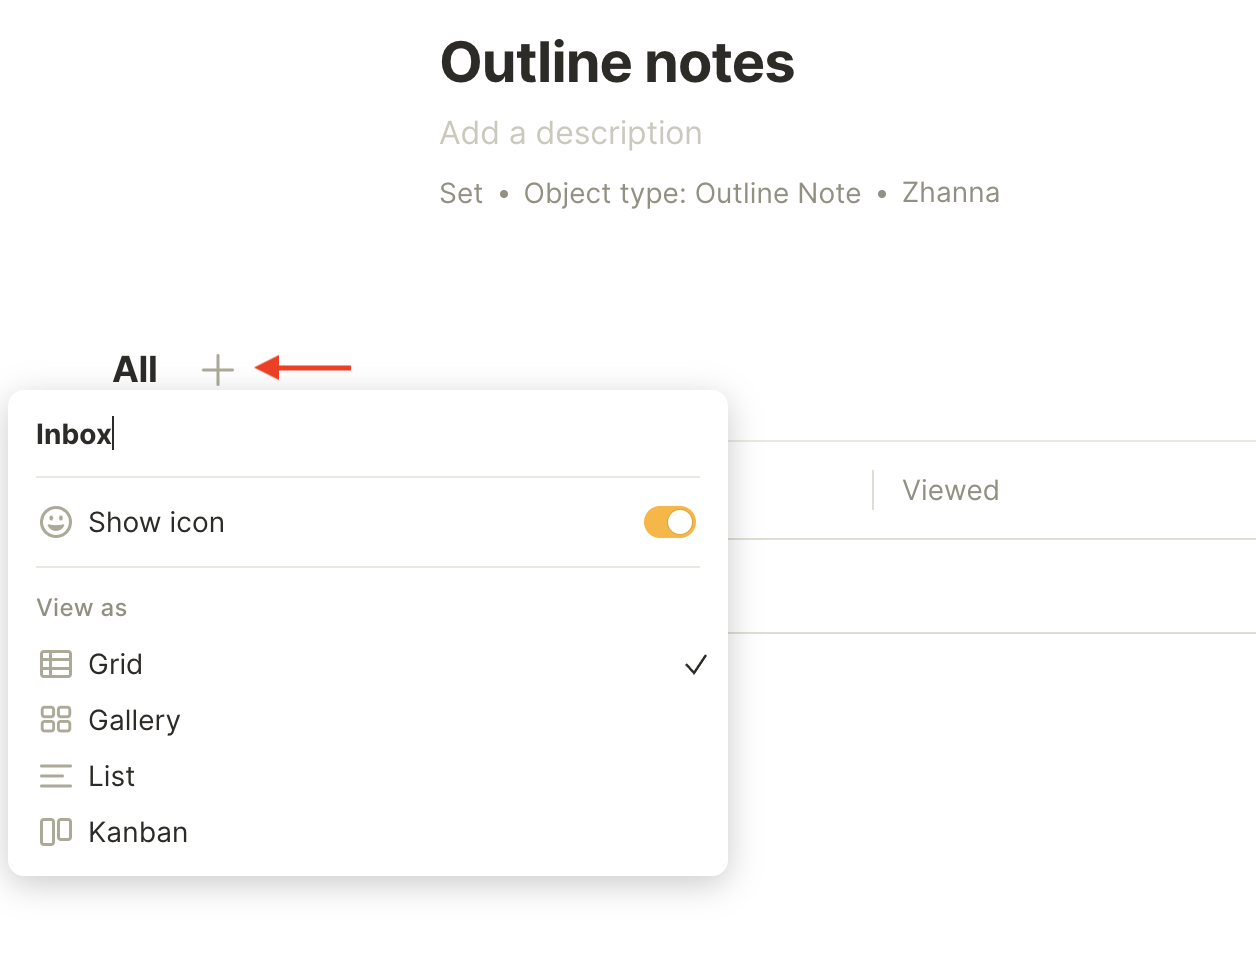 Outline notes
Add a description
Set • Object type: Outline Note • Zhanna
All
Inbox
Viewed
Show icon
View as
Grid
Gallery
List
Kanban